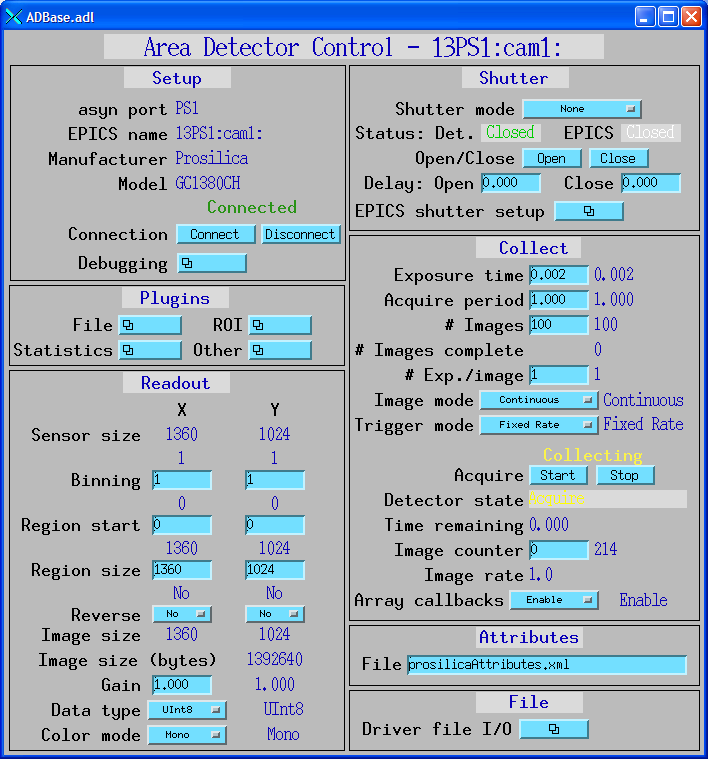 ADBase.adl
Area Detector Control - 13PS1:cam1:
Setup
asyn port PS1
EPICS name 13PS1:cam1:
Manufacturer Prosilica
Model GC1380CH
Connected
Connection Connect Disconnect
Debugging
Plugins
File ROI
Statistics Other
Readout
X Y
Sensor size 1360 1024
1 1
Binning 1 1
0 0
Region start 0 0
1360 1024
Region size 1360 1024
No No
Reverse No No
Image size 1360 1024
Image size (bytes) 1392640
Gain 1.000 1.000
Data type UInt8 UInt8
Color mode Mono Mono
Shutter
Shutter mode None
Status: Det. Closed EPICS Closed
Open/Close Open Close
Delay: Open 0.000 Close 0.000
EPICS shutter setup
Collect
Exposure time 0.002 0.002
Acquire period 1.000 1.000
# Images 100 100
# Images complete 0
# Exp./image 1 1
Image mode Continuous Continuous
Trigger mode Fixed Rate Fixed Rate
Collecting
Acquire Start Stop
Detector state Acquire
Time remaining 0.000
Image counter 0 214
Image rate 1.0
Array callbacks Enable Enable
Attributes
File prosilicaAttributes.xml
File
Driver file I/O